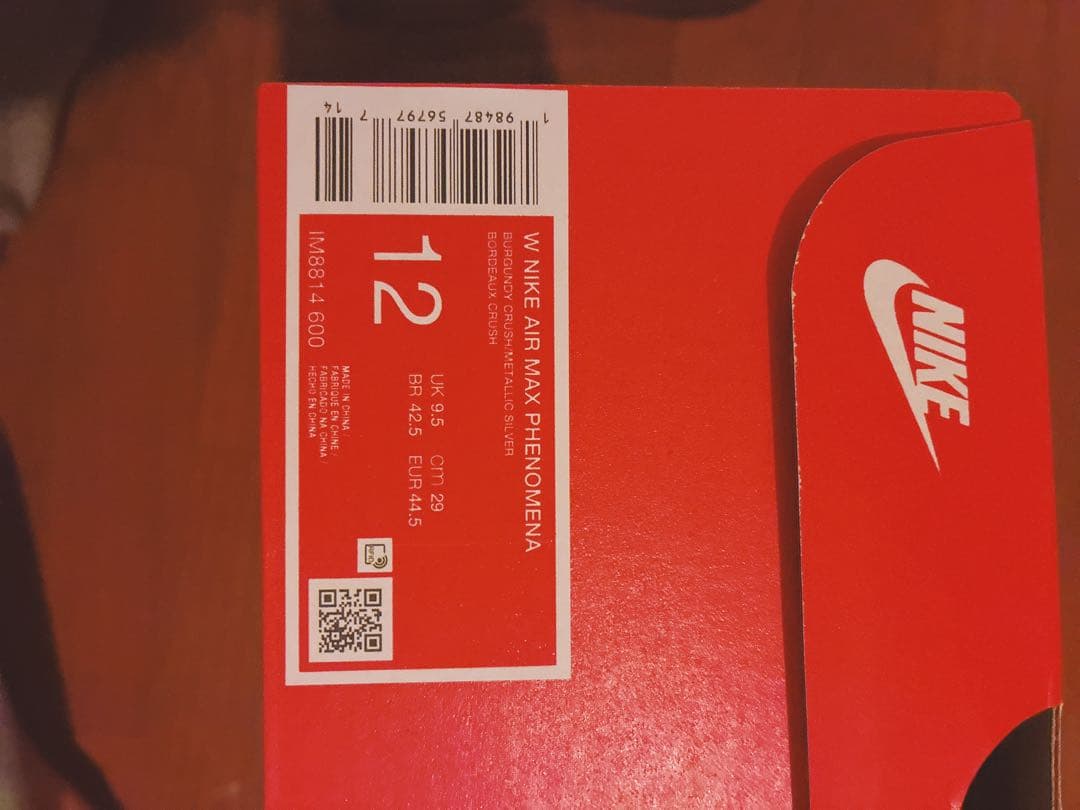 1 98487 56797 7 14
W NIKE AIR MAX PHENOMENA
BURGUNDY CRUSH/METALLIC SILVER
BORDEAUX CRUSH
12
UK 9.5 cm 29
BR 42.5 EUR 44.5
IM8814 600
MADE IN CHINA /
FABRIQUE EN CHINE /
FABRICADO NA CHINA /
HECHO EN CHINA
NIKE